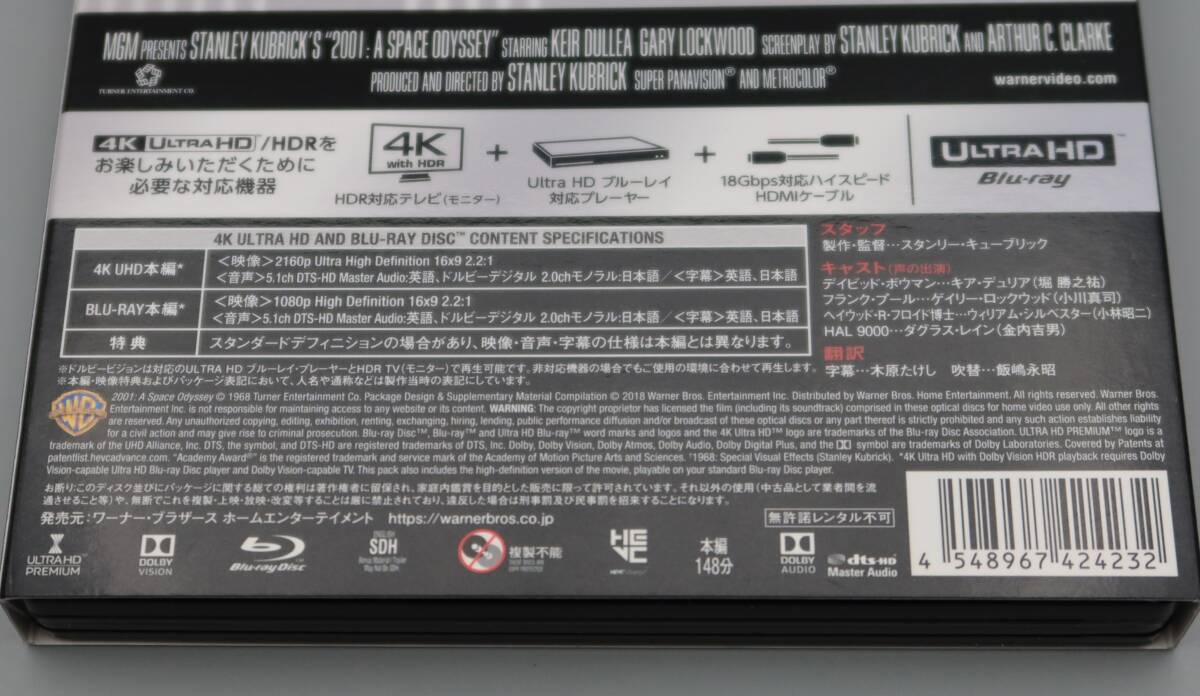 MGM PRESENTS STANLEY KUBRICK'S "2001: A SPACE ODYSSEY" STARRING KEIR DULLEA GARY LOCKWOOD SCREENPLAY BY STANLEY KUBRICK AND ARTHUR C. CLARKE
PRODUCED AND DIRECTED BY STANLEY KUBRICK SUPER PANAVISION® AND METROCOLOR®
TURNER ENTERTAINMENT CO.
warnervideo.com
4K ULTRA HD™/HDRを
お楽しみいただくために
必要な対応機器
4K
with HDR
HDR対応テレビ(モニター)
+
Ultra HD ブルーレイ
対応プレーヤー
+
18Gbps対応ハイスピード
HDMIケーブル
ULTRA HD™
Blu-ray
4K ULTRA HD AND BLU-RAY DISC™ CONTENT SPECIFICATIONS
4K UHD本編*
<映像>2160p Ultra High Definition 16x9 2.2:1
<音声>5.1ch DTS-HD Master Audio:英語、ドルビーデジタル 2.0chモノラル:日本語/<字幕>英語、日本語
BLU-RAY本編*
<映像>1080p High Definition 16x9 2.2:1
<音声>5.1ch DTS-HD Master Audio:英語、ドルビーデジタル 2.0chモノラル:日本語/<字幕>英語、日本語
特典
スタンダードデフィニションの場合があり、映像・音声・字幕の仕様は本編とは異なります。
※ドルビービジョンは対応のULTRA HD ブルーレイ・プレーヤーとHDR TV(モニター)で再生可能です。非対応機器の場合でもご使用の環境に合わせて再生します。
※本編・映像特典およびパッケージ表記において、人名や通称などは製作当時の表記にしています。
スタッフ
製作・監督…スタンリー・キューブリック
キャスト(声の出演)
デイビッド・ボウマン…キア・デュリア(堀 勝之祐)
フランク・プール…ゲイリー・ロックウッド(小川真司)
ヘイウッド・R・フロイド博士…ウィリアム・シルベスター(小林昭二)
HAL 9000…ダグラス・レイン(金内吉男)
翻訳
字幕…木原たけし 吹替…飯嶋永昭
WB
2001: A Space Odyssey © 1968 Turner Entertainment Co. Package Design & Supplementary Material Compilation © 2018 Warner Bros. Entertainment Inc. Distributed by Warner Bros. Home Entertainment. All rights reserved. Warner Bros.
Entertainment Inc. is not responsible for maintaining access to any website or its content. WARNING: The copyright proprietor has licensed the film (including its soundtrack) comprised in these optical discs for home video use only. All other rights
are reserved. Any unauthorized copying, editing, exhibition, renting, exchanging, hiring, lending, public performance diffusion and/or broadcast of these optical discs or any part thereof is strictly prohibited and any such action establishes liability
for a civil action and may give rise to criminal prosecution. Blu-ray Disc™, Blu-ray™ and Ultra HD Blu-ray™ word marks and logos and the 4K Ultra HD™ logo are trademarks of the Blu-ray Disc Association. ULTRA HD PREMIUM™ logo is a
trademark of the UHD Alliance, Inc. DTS, the symbol, and DTS-HD are registered trademarks of DTS, Inc. Dolby, Dolby Vision, Dolby Atmos, Dolby Audio, Dolby Digital Plus, and the symbol are trademarks of Dolby Laboratories. Covered by Patents at
patentlist.hevcadvance.com. "Academy Award®" is the registered trademark and service mark of the Academy of Motion Picture Arts and Sciences. †1968: Special Visual Effects (Stanley Kubrick). *4K Ultra HD with Dolby Vision HDR playback requires Dolby
Vision-capable Ultra HD Blu-ray Disc player and Dolby Vision-capable TV. This pack also includes the high-definition version of the movie, playable on your standard Blu-ray Disc player.
お断り:このディスク並びにパッケージに関する総ての権利は著作権者に留保され、家庭内鑑賞を目的とした販売に限って許可されています。それ以外の使用(中古品として業者間を流
通させること等)や、無断でこれを複製・上映・放映・改変等することは厳に禁止されており、違反した場合は刑事罰及び民事罰を招来することになります。
発売元:ワーナー・ブラザース ホームエンターテイメント https://warnerbros.co.jp
無許諾レンタル不可
ULTRA HD
PREMIUM
DOLBY
VISION
Blu-ray Disc
ENGLISH
SDH
複製不能
HEVC
本編
148分
DOLBY
AUDIO
dts-HD
Master Audio
4 548967 424232